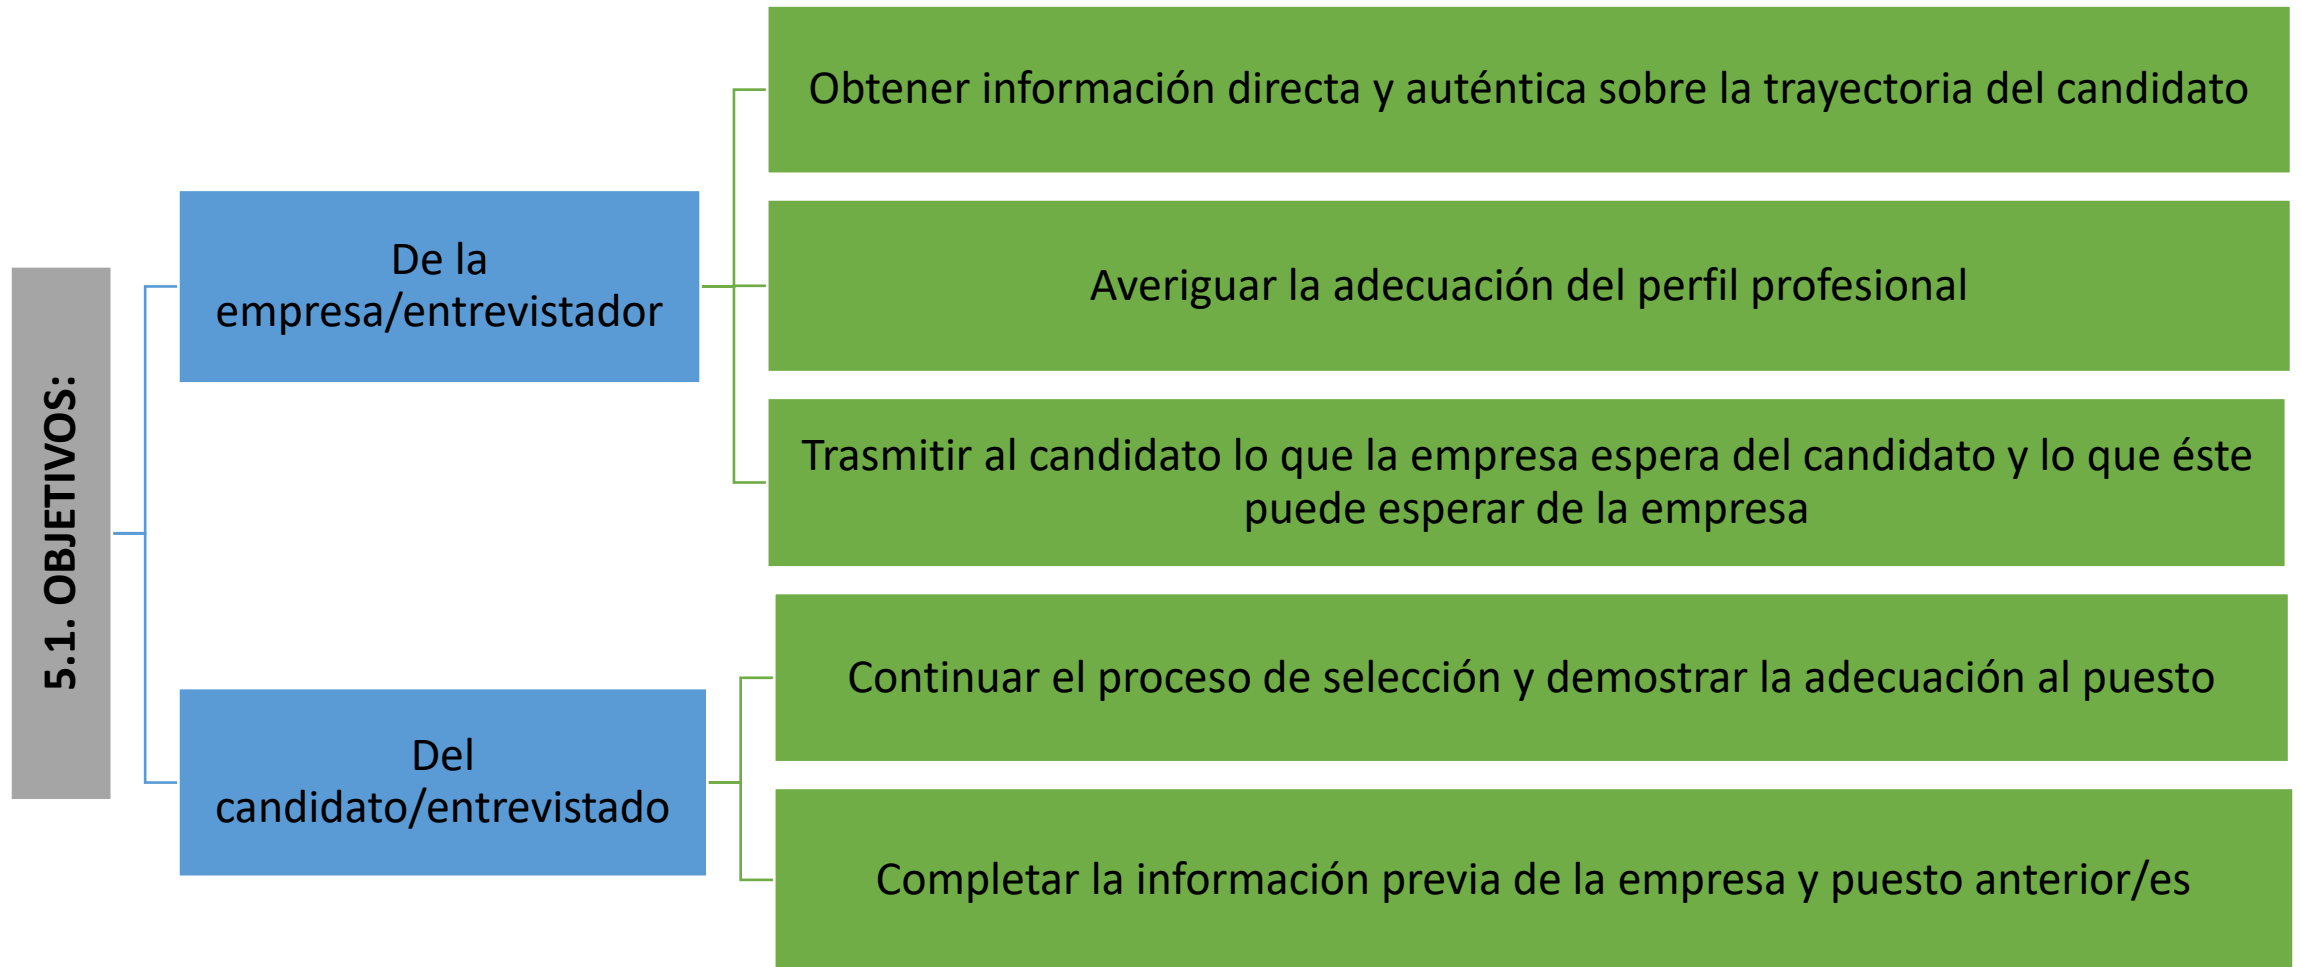 5.1. OBJETIVOS:
De la
empresa/entrevistador
Obtener información directa y auténtica sobre la trayectoria del candidato
Averiguar la adecuación del perfil profesional
Trasmitir al candidato lo que la empresa espera del candidato y lo que éste
puede esperar de la empresa
Del
candidato/entrevistado
Continuar el proceso de selección y demostrar la adecuación al puesto
Completar la información previa de la empresa y puesto anterior/es